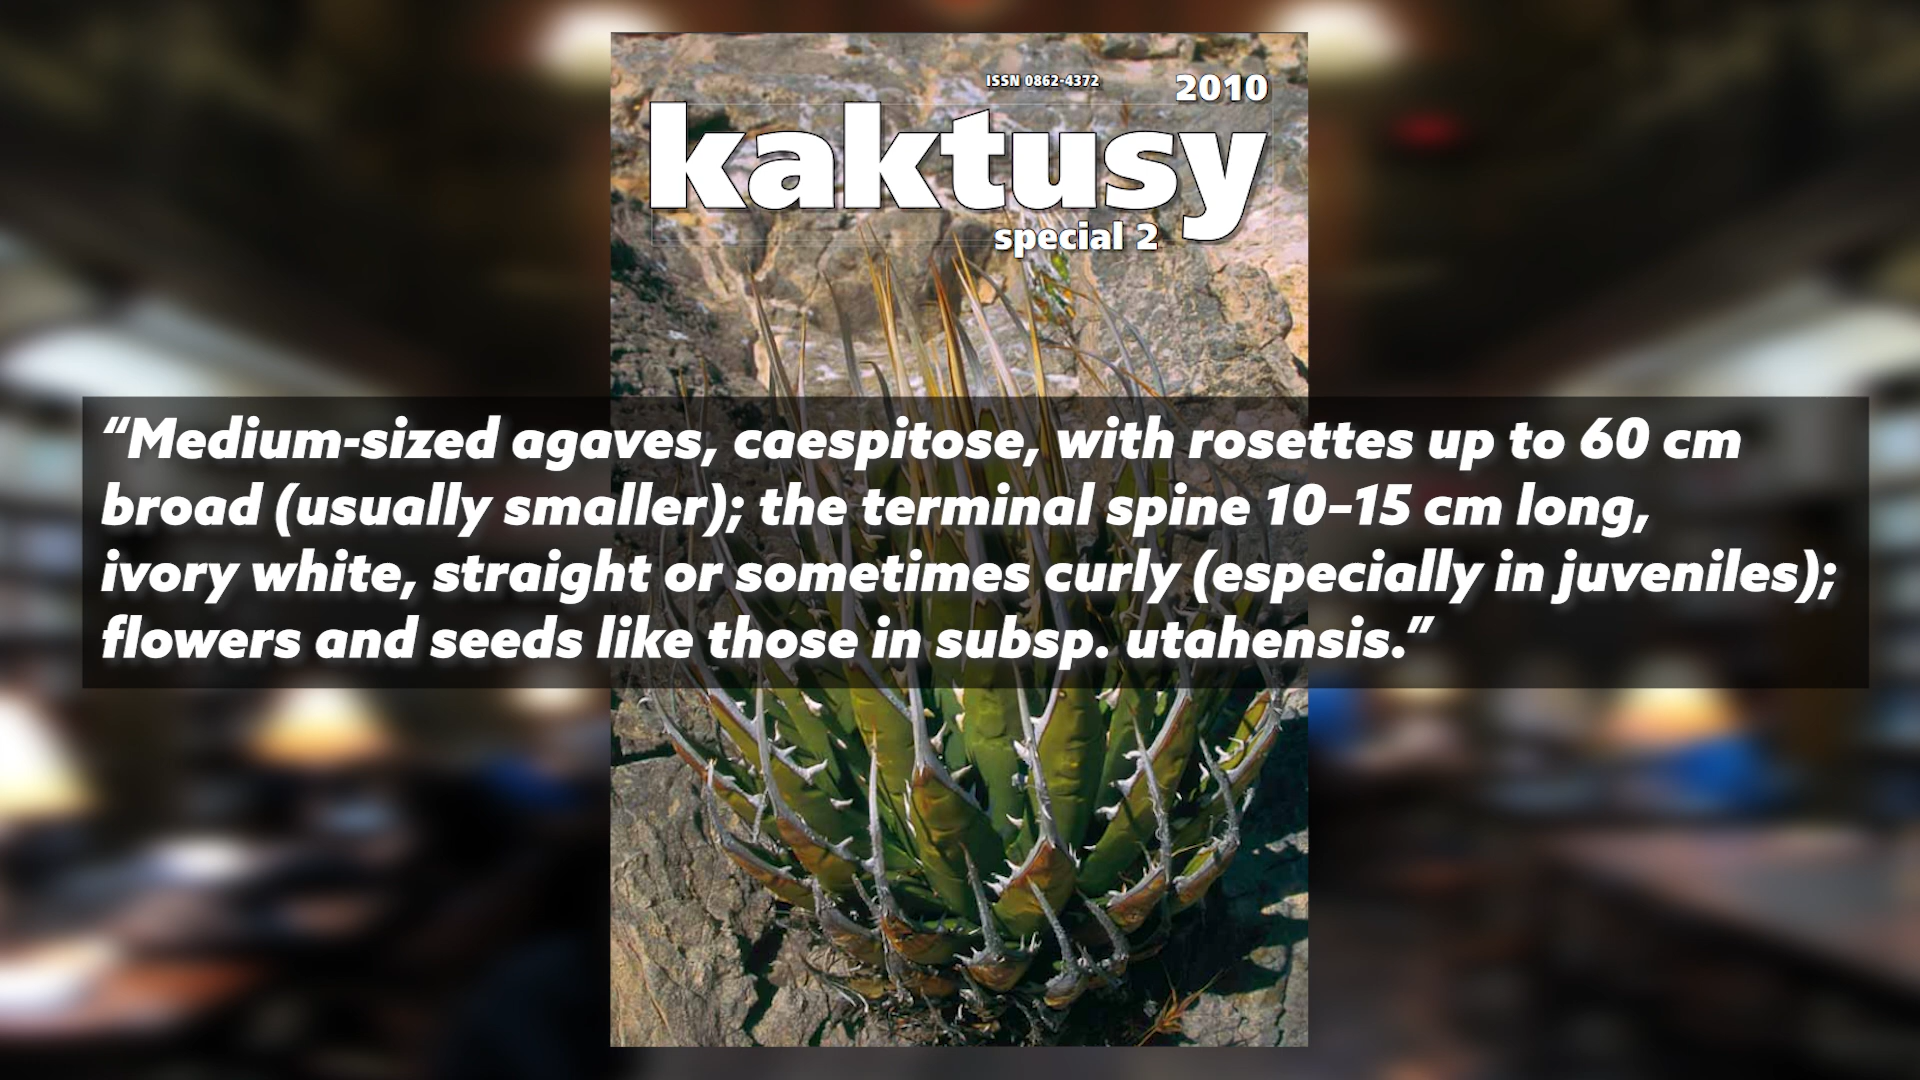 ISSN 0862-4372
2010
kaktusy
special 2
“Medium-sized agaves, caespitose, with rosettes up to 60 cm
broad (usually smaller); the terminal spine 10–15 cm long,
ivory white, straight or sometimes curly (especially in juveniles);
flowers and seeds like those in subsp. utahensis.”